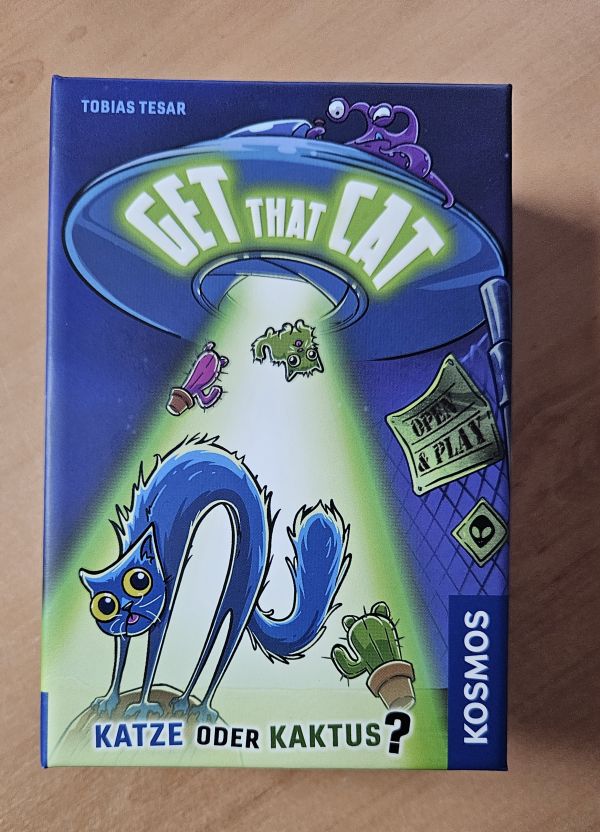 TOBIAS TESAR
GET THAT CAT
OPEN
& PLAY
KATZE ODER KAKTUS?
KOSMOS